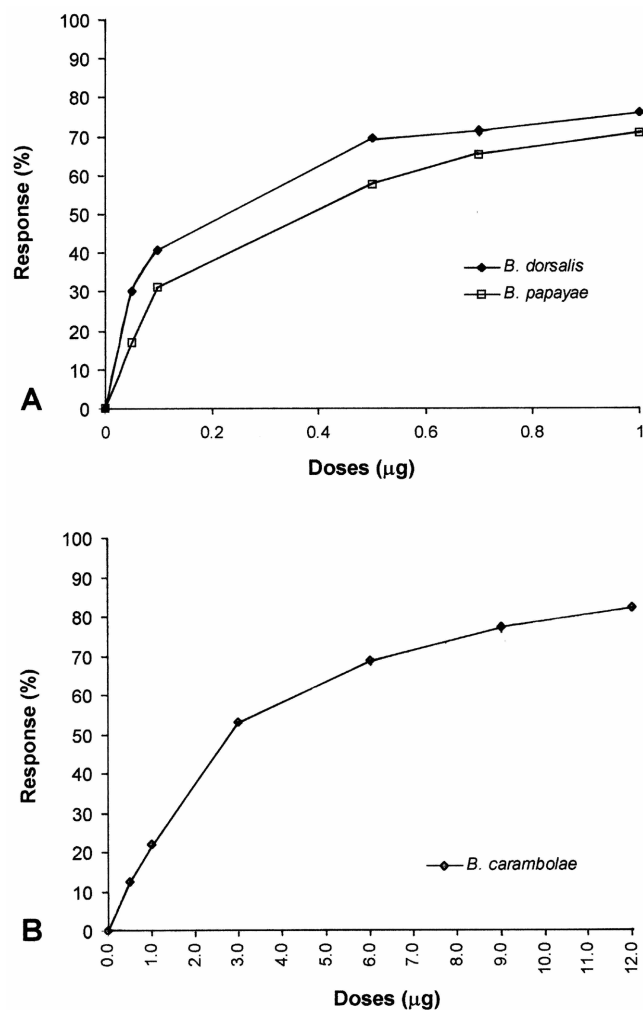 100
90
80
70
60
50
40
30
20
10
0
Response (%)
B. dorsalis
B. papayae
A
0 0.2 0.4 0.6 0.8 1
Doses (µg)
100
90
80
70
60
50
40
30
20
10
0
Response (%)
B. carambolae
B
0.0 1.0 2.0 3.0 4.0 5.0 6.0 7.0 8.0 9.0 10.0 11.0 12.0
Doses (µg)